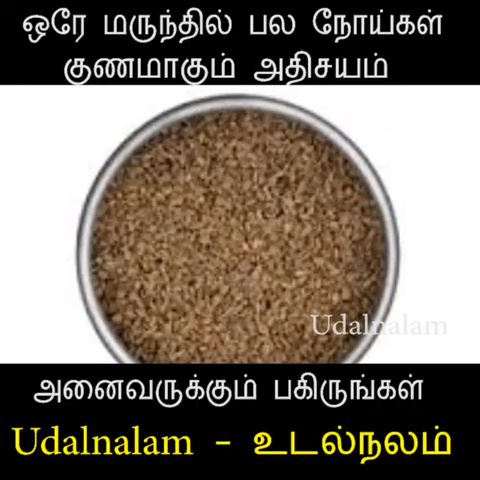 ஒரே மருந்தில் பல நோய்கள்
குணமாகும் அதிசயம்
Udalnalam
அனைவருக்கும் பகிருங்கள்
Udalnalam - உடல்நலம்